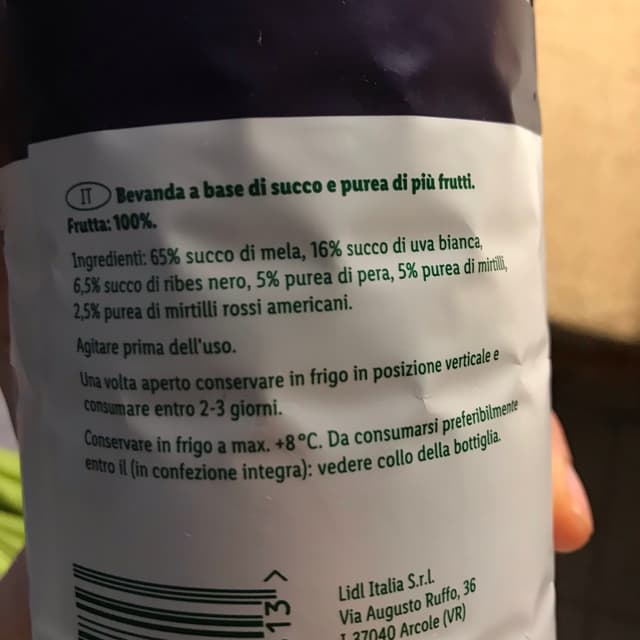 IT Bevanda a base di succo e purea di più frutti.
Frutta: 100%.
Ingredienti: 65% succo di mela, 16% succo di uva bianca,
6,5% succo di ribes nero, 5% purea di pera, 5% purea di mirtilli,
2,5% purea di mirtilli rossi americani.
Agitare prima dell'uso.
Una volta aperto conservare in frigo in posizione verticale e
consumare entro 2-3 giorni.
Conservare in frigo a max. +8°C. Da consumarsi preferibilmente
entro il (in confezione integra): vedere collo della bottiglia.
13 >
Lidl Italia S.r.l.
Via Augusto Ruffo, 36
I-37040 Arcole (VR)